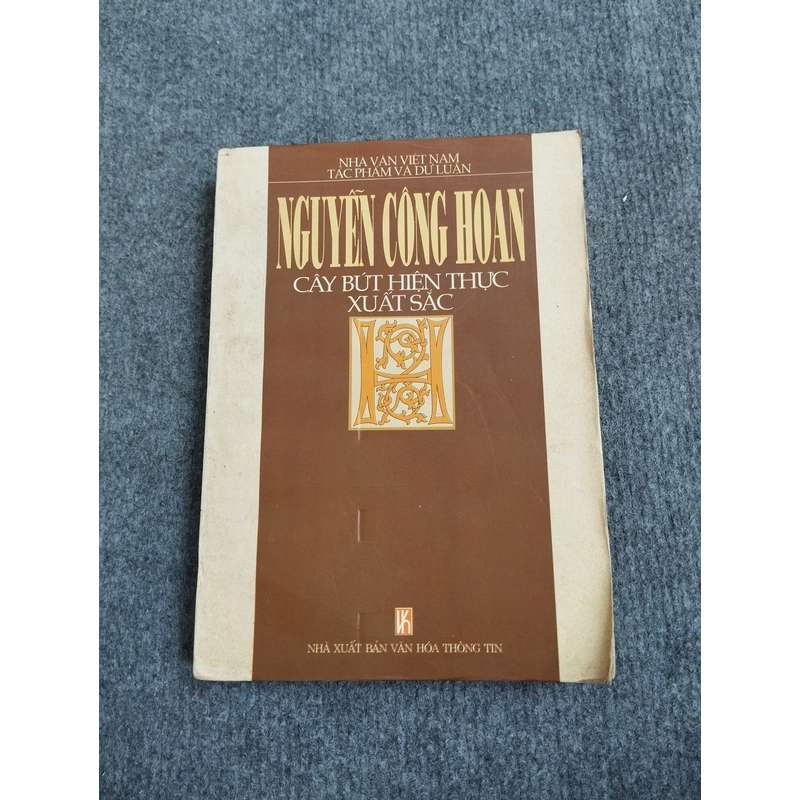 NHÀ VĂN VIỆT NAM
TÁC PHẨM VÀ DƯ LUẬN
NGUYỄN CÔNG HOAN
CÂY BÚT HIỆN THỰC
XUẤT SẮC
H
NHÀ XUẤT BẢN VĂN HÓA THÔNG TIN